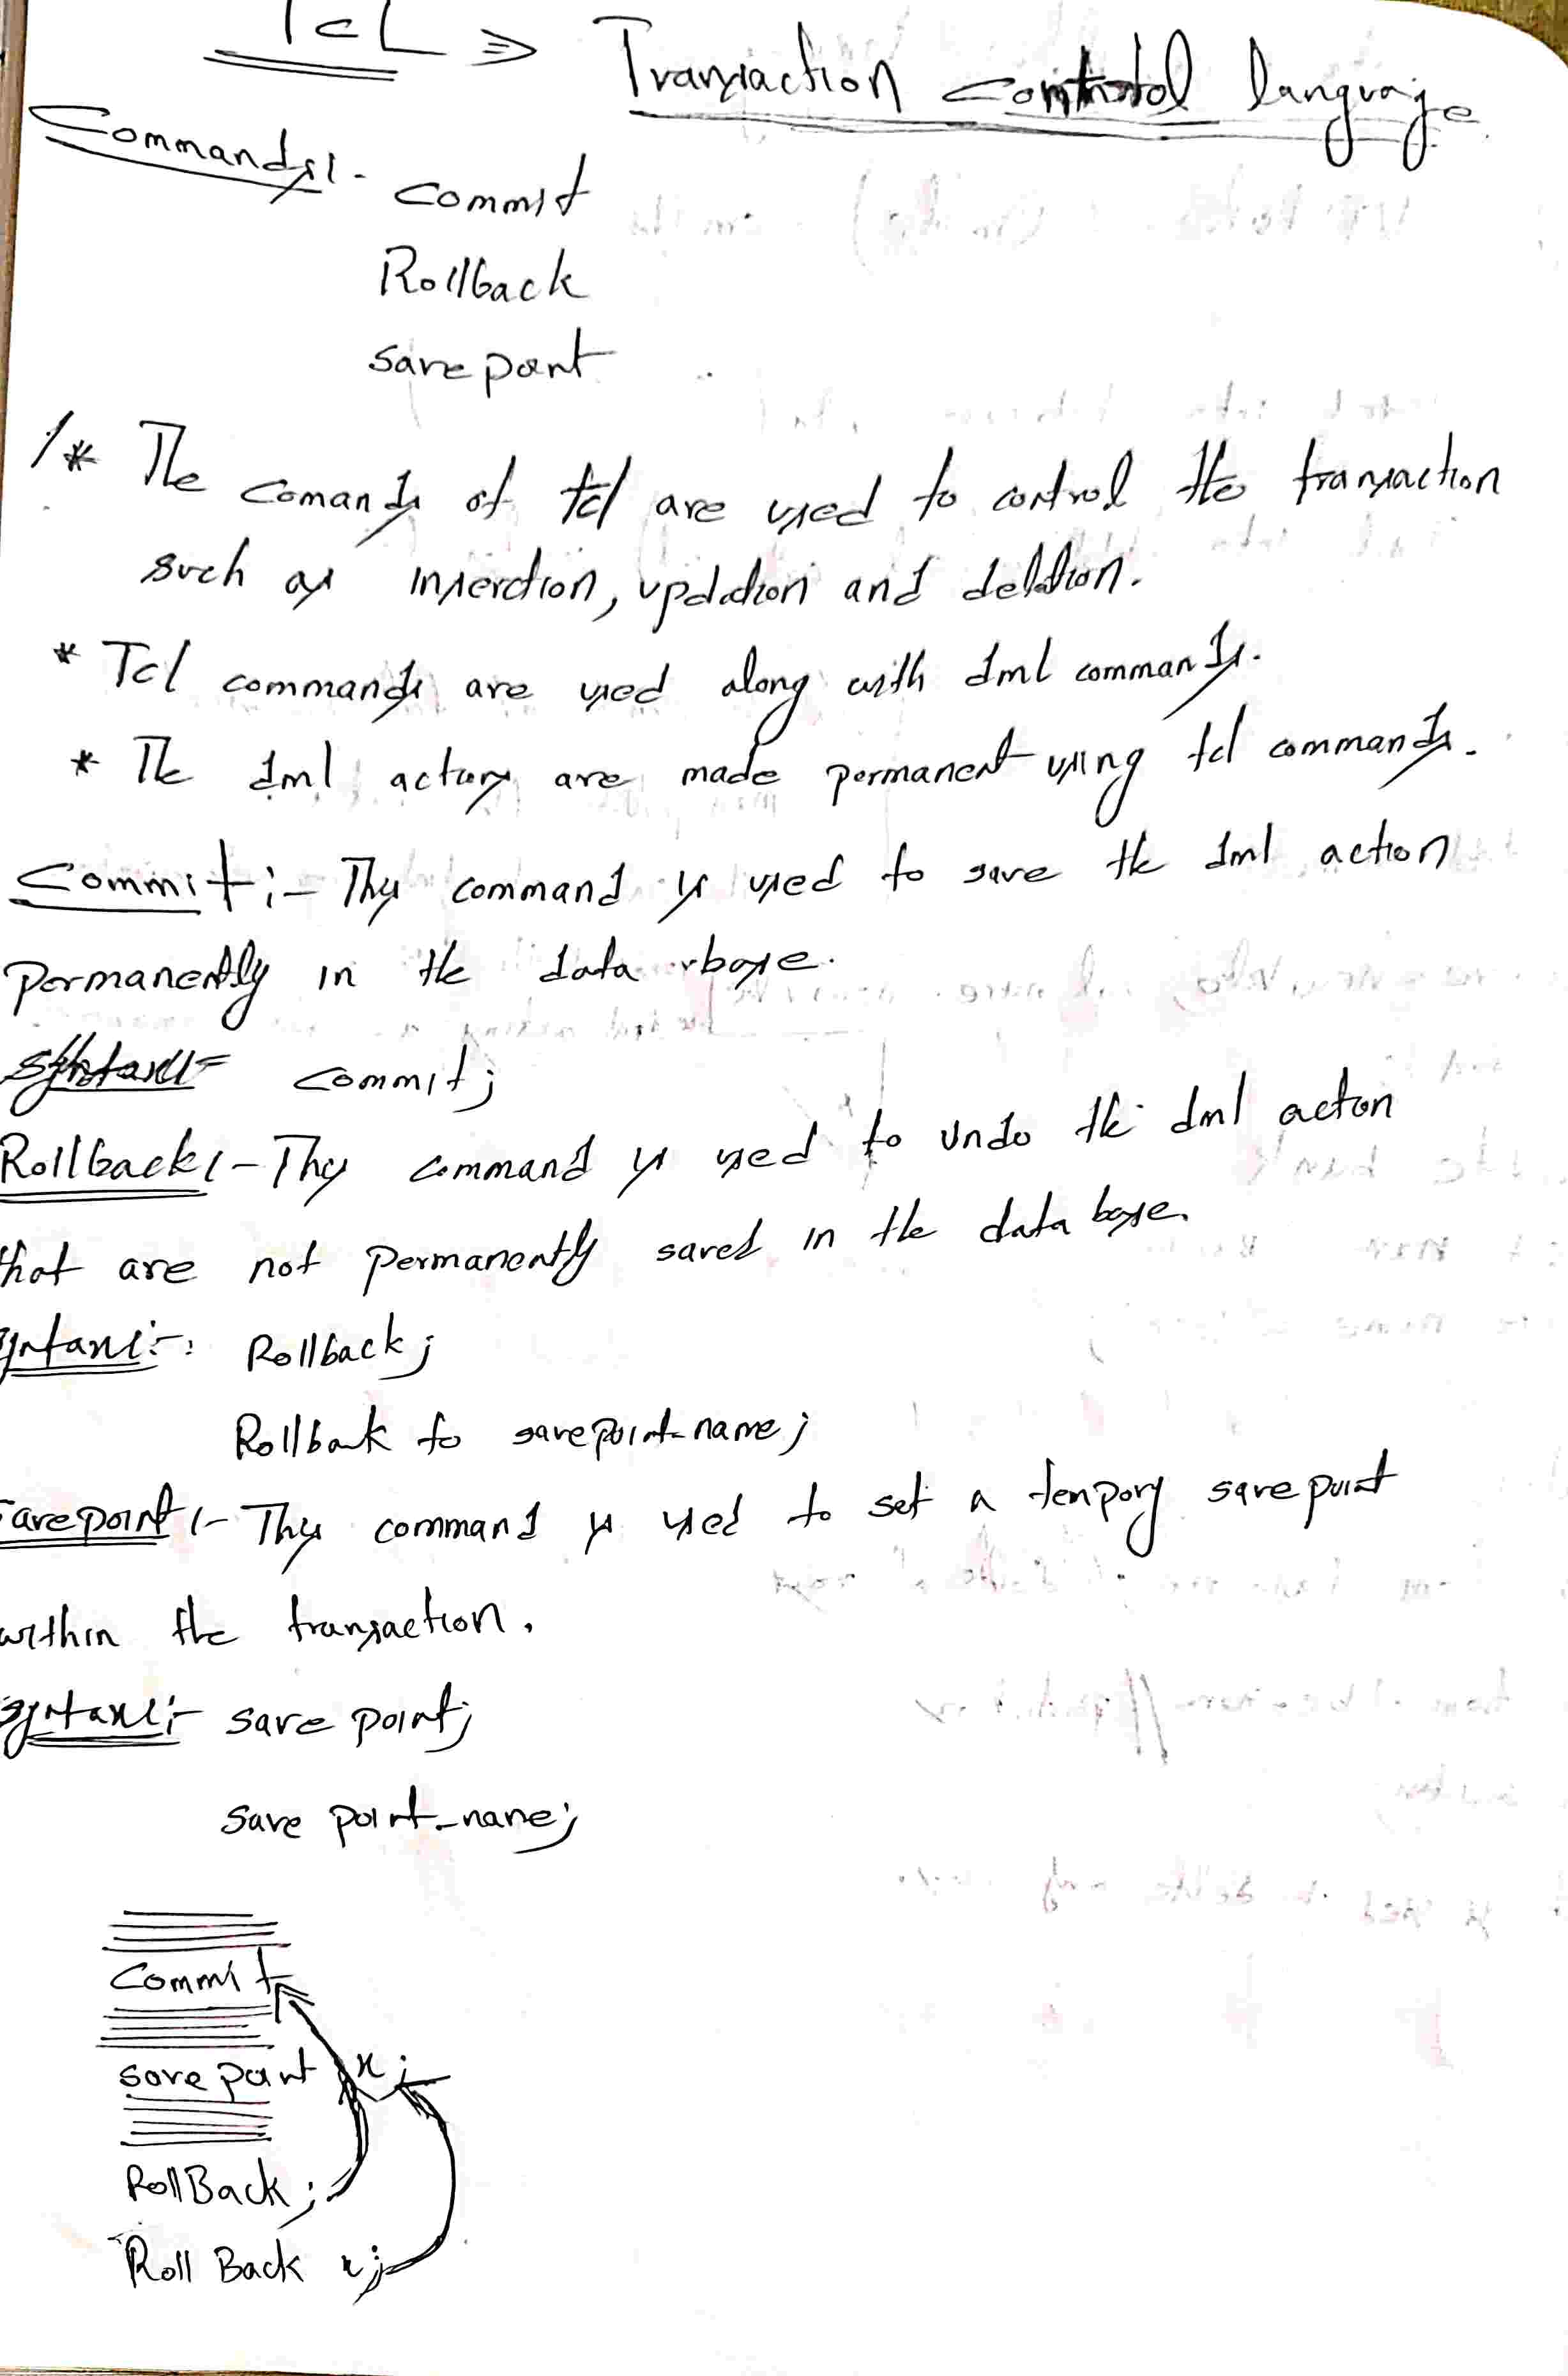 TCL ⇒ Transaction control language
Commands:-
commit
Rollback
save point
/* The comands of tcl are used to control the transaction
such as insertion, updation and deletion.
* Tcl commands are used along with dml commands.
* The dml actions are made permanent using tcl commands.
Commit:- This command is used to save the dml action
permanently in the data base.
syntax:- commit;
Rollback:- This command is used to undo the dml action
that are not permanently saved in the data base.
syntax:- Rollback;
Rollback to savepoint-name;
savepoint:- This command is used to set a tempory save point
within the transaction.
syntax:- save point;
save point_name;
Commit
save point x;
RollBack;
Roll Back x;